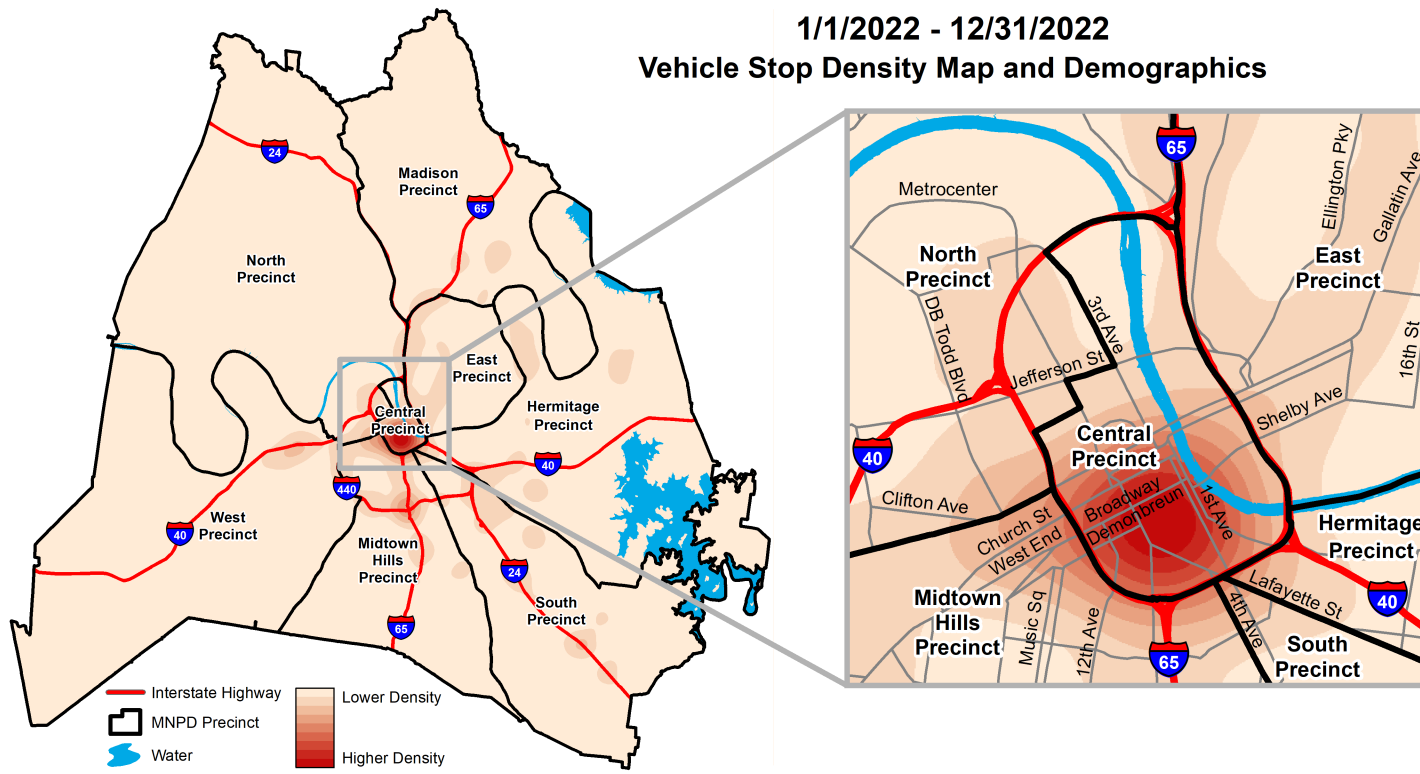 1/1/2022 - 12/31/2022
Vehicle Stop Density Map and Demographics
24
Madison
Precinct
65
North
Precinct
East
Precinct
Central
Precinct
Hermitage
Precinct
40
440
West
Precinct
40
Midtown
Hills
Precinct
24
South
Precinct
65
Interstate Highway
MNPD Precinct
Water
Lower Density
Higher Density
65
Metrocenter
Ellington Pky
Gallatin Ave
North
Precinct
East
Precinct
DB Todd Blvd
3rd Ave
16th St
Jefferson St
Shelby Ave
40
Central
Precinct
Clifton Ave
Broadway
Demonbreun
1st Ave
Church St
West End
Hermitage
Precinct
Midtown
Hills
Precinct
Music Sq
12th Ave
4th Ave
Lafayette St
40
65
South
Precinct